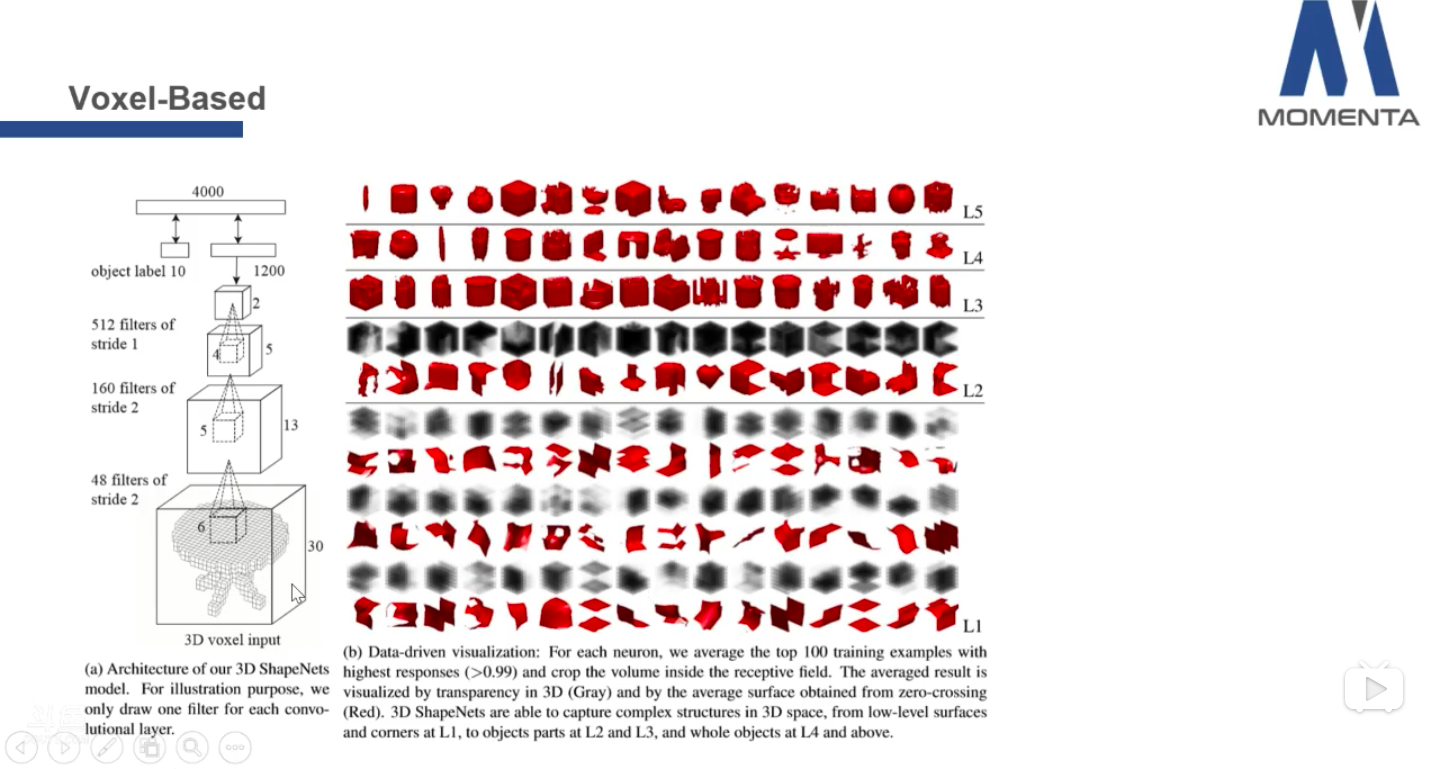 Voxel-Based
MOMENTA
4000
object label 10
1200
2
512 filters of
stride 1
4
5
160 filters of
stride 2
5
13
48 filters of
stride 2
6
30
3D voxel input
(a) Architecture of our 3D ShapeNets
model. For illustration purpose, we
only draw one filter for each convo-
lutional layer.
L5
L4
L3
L2
L1
(b) Data-driven visualization: For each neuron, we average the top 100 training examples with
highest responses (>0.99) and crop the volume inside the receptive field. The averaged result is
visualized by transparency in 3D (Gray) and by the average surface obtained from zero-crossing
(Red). 3D ShapeNets are able to capture complex structures in 3D space, from low-level surfaces
and corners at L1, to objects parts at L2 and L3, and whole objects at L4 and above.